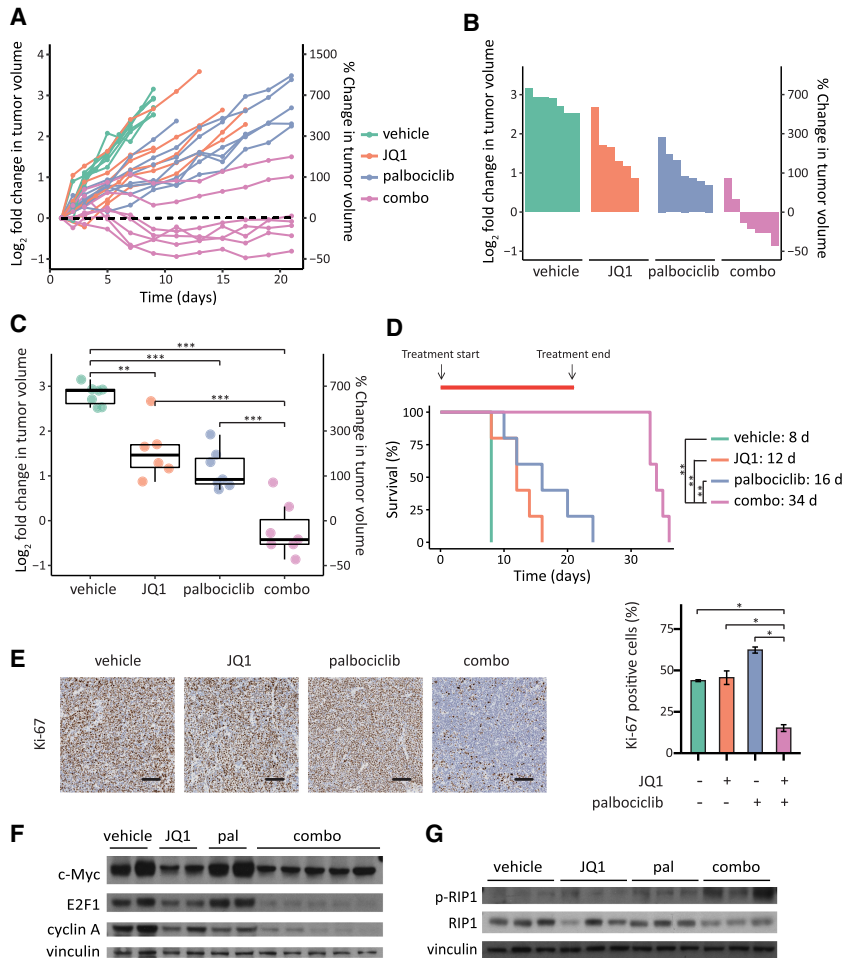 A
Log2 fold change in tumor volume
4
3
2
1
0
−1
1500
700
300
100
0
−50
% Change in tumor volume
0
5
10
15
20
Time (days)
vehicle
JQ1
palbociclib
combo
B
Log2 fold change in tumor volume
3
2
1
0
−1
700
300
100
0
−50
% Change in tumor volume
vehicle
JQ1
palbociclib
combo
C
Log2 fold change in tumor volume
3
2
1
0
−1
***
***
**
***
***
700
300
100
0
−50
% Change in tumor volume
vehicle
JQ1
palbociclib
combo
D
Treatment start
Treatment end
Survival (%)
100
75
50
25
0
0
10
20
30
Time (days)
vehicle: 8 d
JQ1: 12 d
palbociclib: 16 d
combo: 34 d
**
**
**
E
vehicle
JQ1
palbociclib
combo
Ki-67
Ki-67 positive cells (%)
75
50
25
0
*
*
*
JQ1 - + - +
palbociclib - - + +
F
vehicle JQ1 pal combo
c-Myc
E2F1
cyclin A
vinculin
G
vehicle JQ1 pal combo
p-RIP1
RIP1
vinculin